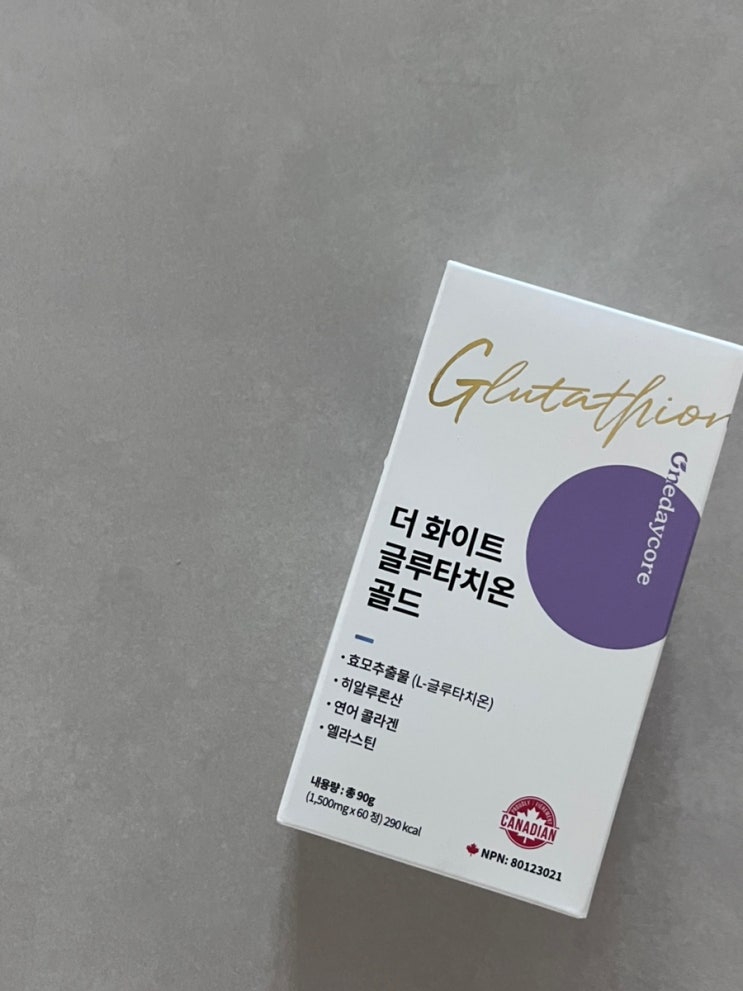 Glutathion
Onedaycore
더 화이트
글루타치온
골드
• 효모추출물 (L-글루타치온)
• 히알루론산
• 연어 콜라겐
• 엘라스틴
내용량 : 총 90g
(1,500mg x 60 정) 290 kcal
CANADIAN
NPN: 80123021